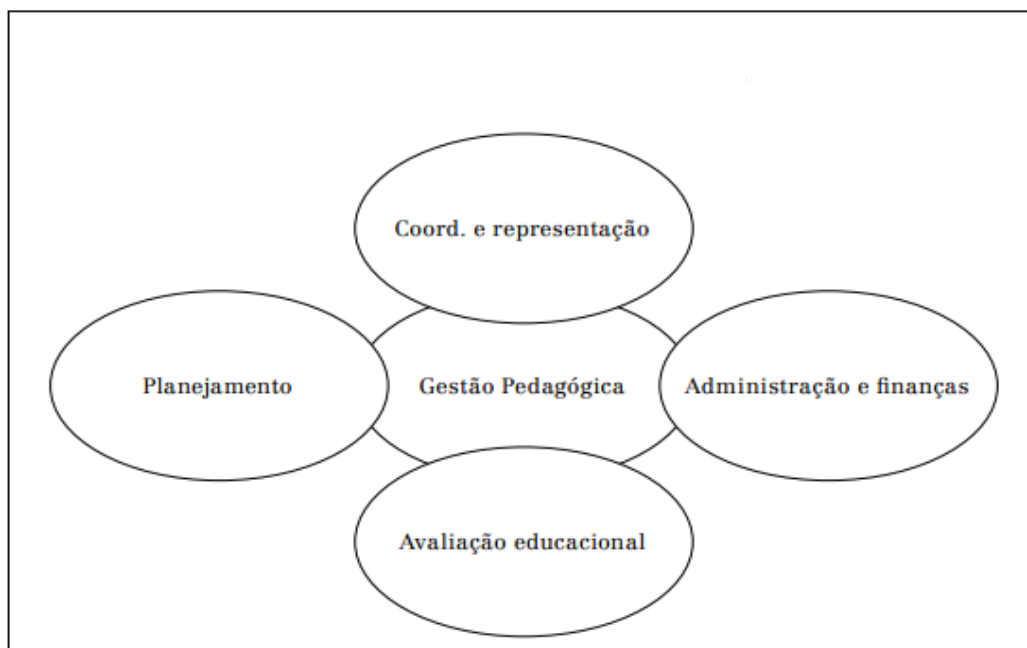 Coord. e representação
Planejamento
Gestão Pedagógica
Administração e finanças
Avaliação educacional